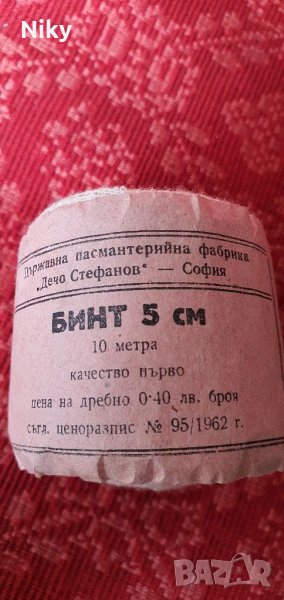 Niky
Държавна пасмантерийна фабрика
„Дечо Стефанов“ — София
БИНТ 5 см
10 метра
качество първо
цена на дребно 0·40 лв. броя
съгл. ценоразпис № 95/1962 г.
BAZAR